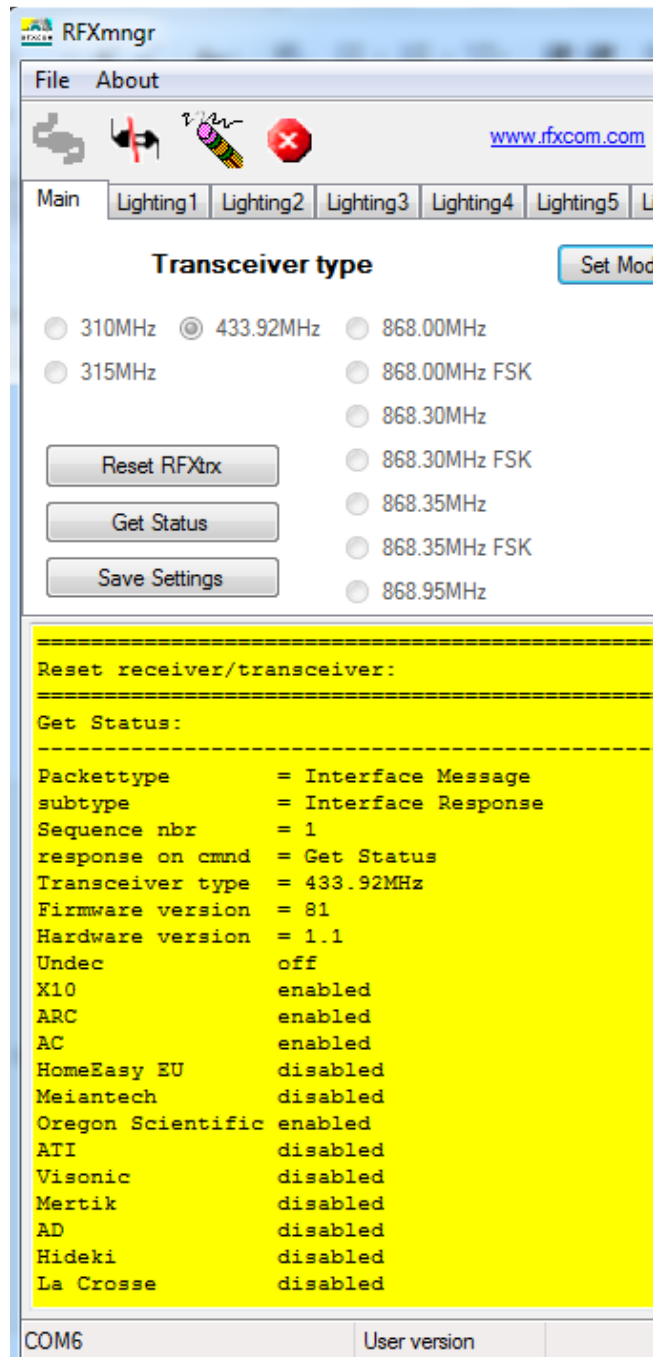 RFXmngr
File About
www.rfxcom.com
Main Lighting1 Lighting2 Lighting3 Lighting4 Lighting5 L
Transceiver type Set Mod
310MHz 433.92MHz 868.00MHz
315MHz 868.00MHz FSK
868.30MHz
Reset RFXtrx 868.30MHz FSK
Get Status 868.35MHz
868.35MHz FSK
Save Settings 868.95MHz
==================================================
Reset receiver/transceiver:
==================================================
Get Status:
--------------------------------------------------
Packettype = Interface Message
subtype = Interface Response
Sequence nbr = 1
response on cmnd = Get Status
Transceiver type = 433.92MHz
Firmware version = 81
Hardware version = 1.1
Undec off
X10 enabled
ARC enabled
AC enabled
HomeEasy EU disabled
Meiantech disabled
Oregon Scientific enabled
ATI disabled
Visonic disabled
Mertik disabled
AD disabled
Hideki disabled
La Crosse disabled
COM6 User version